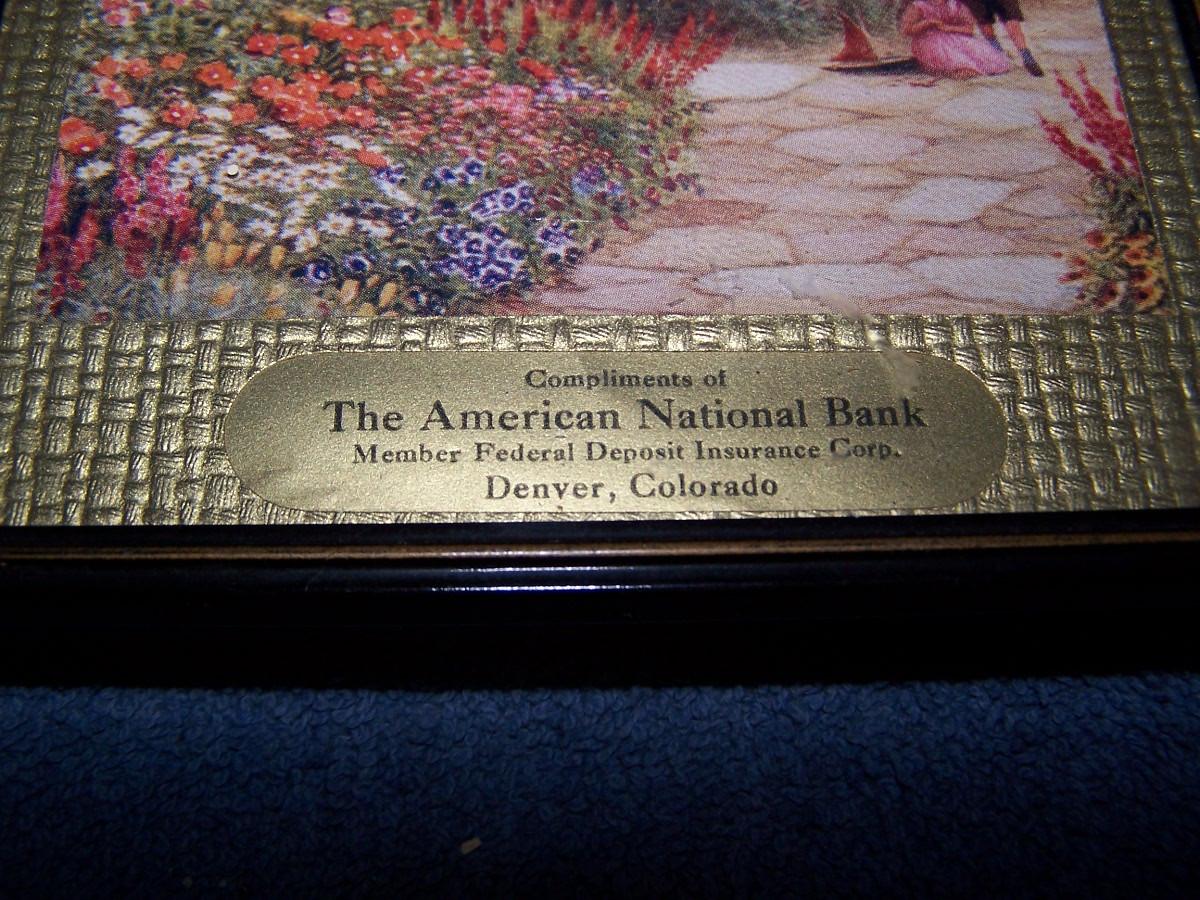 Compliments of
The American National Bank
Member Federal Deposit Insurance Corp.
Denver, Colorado